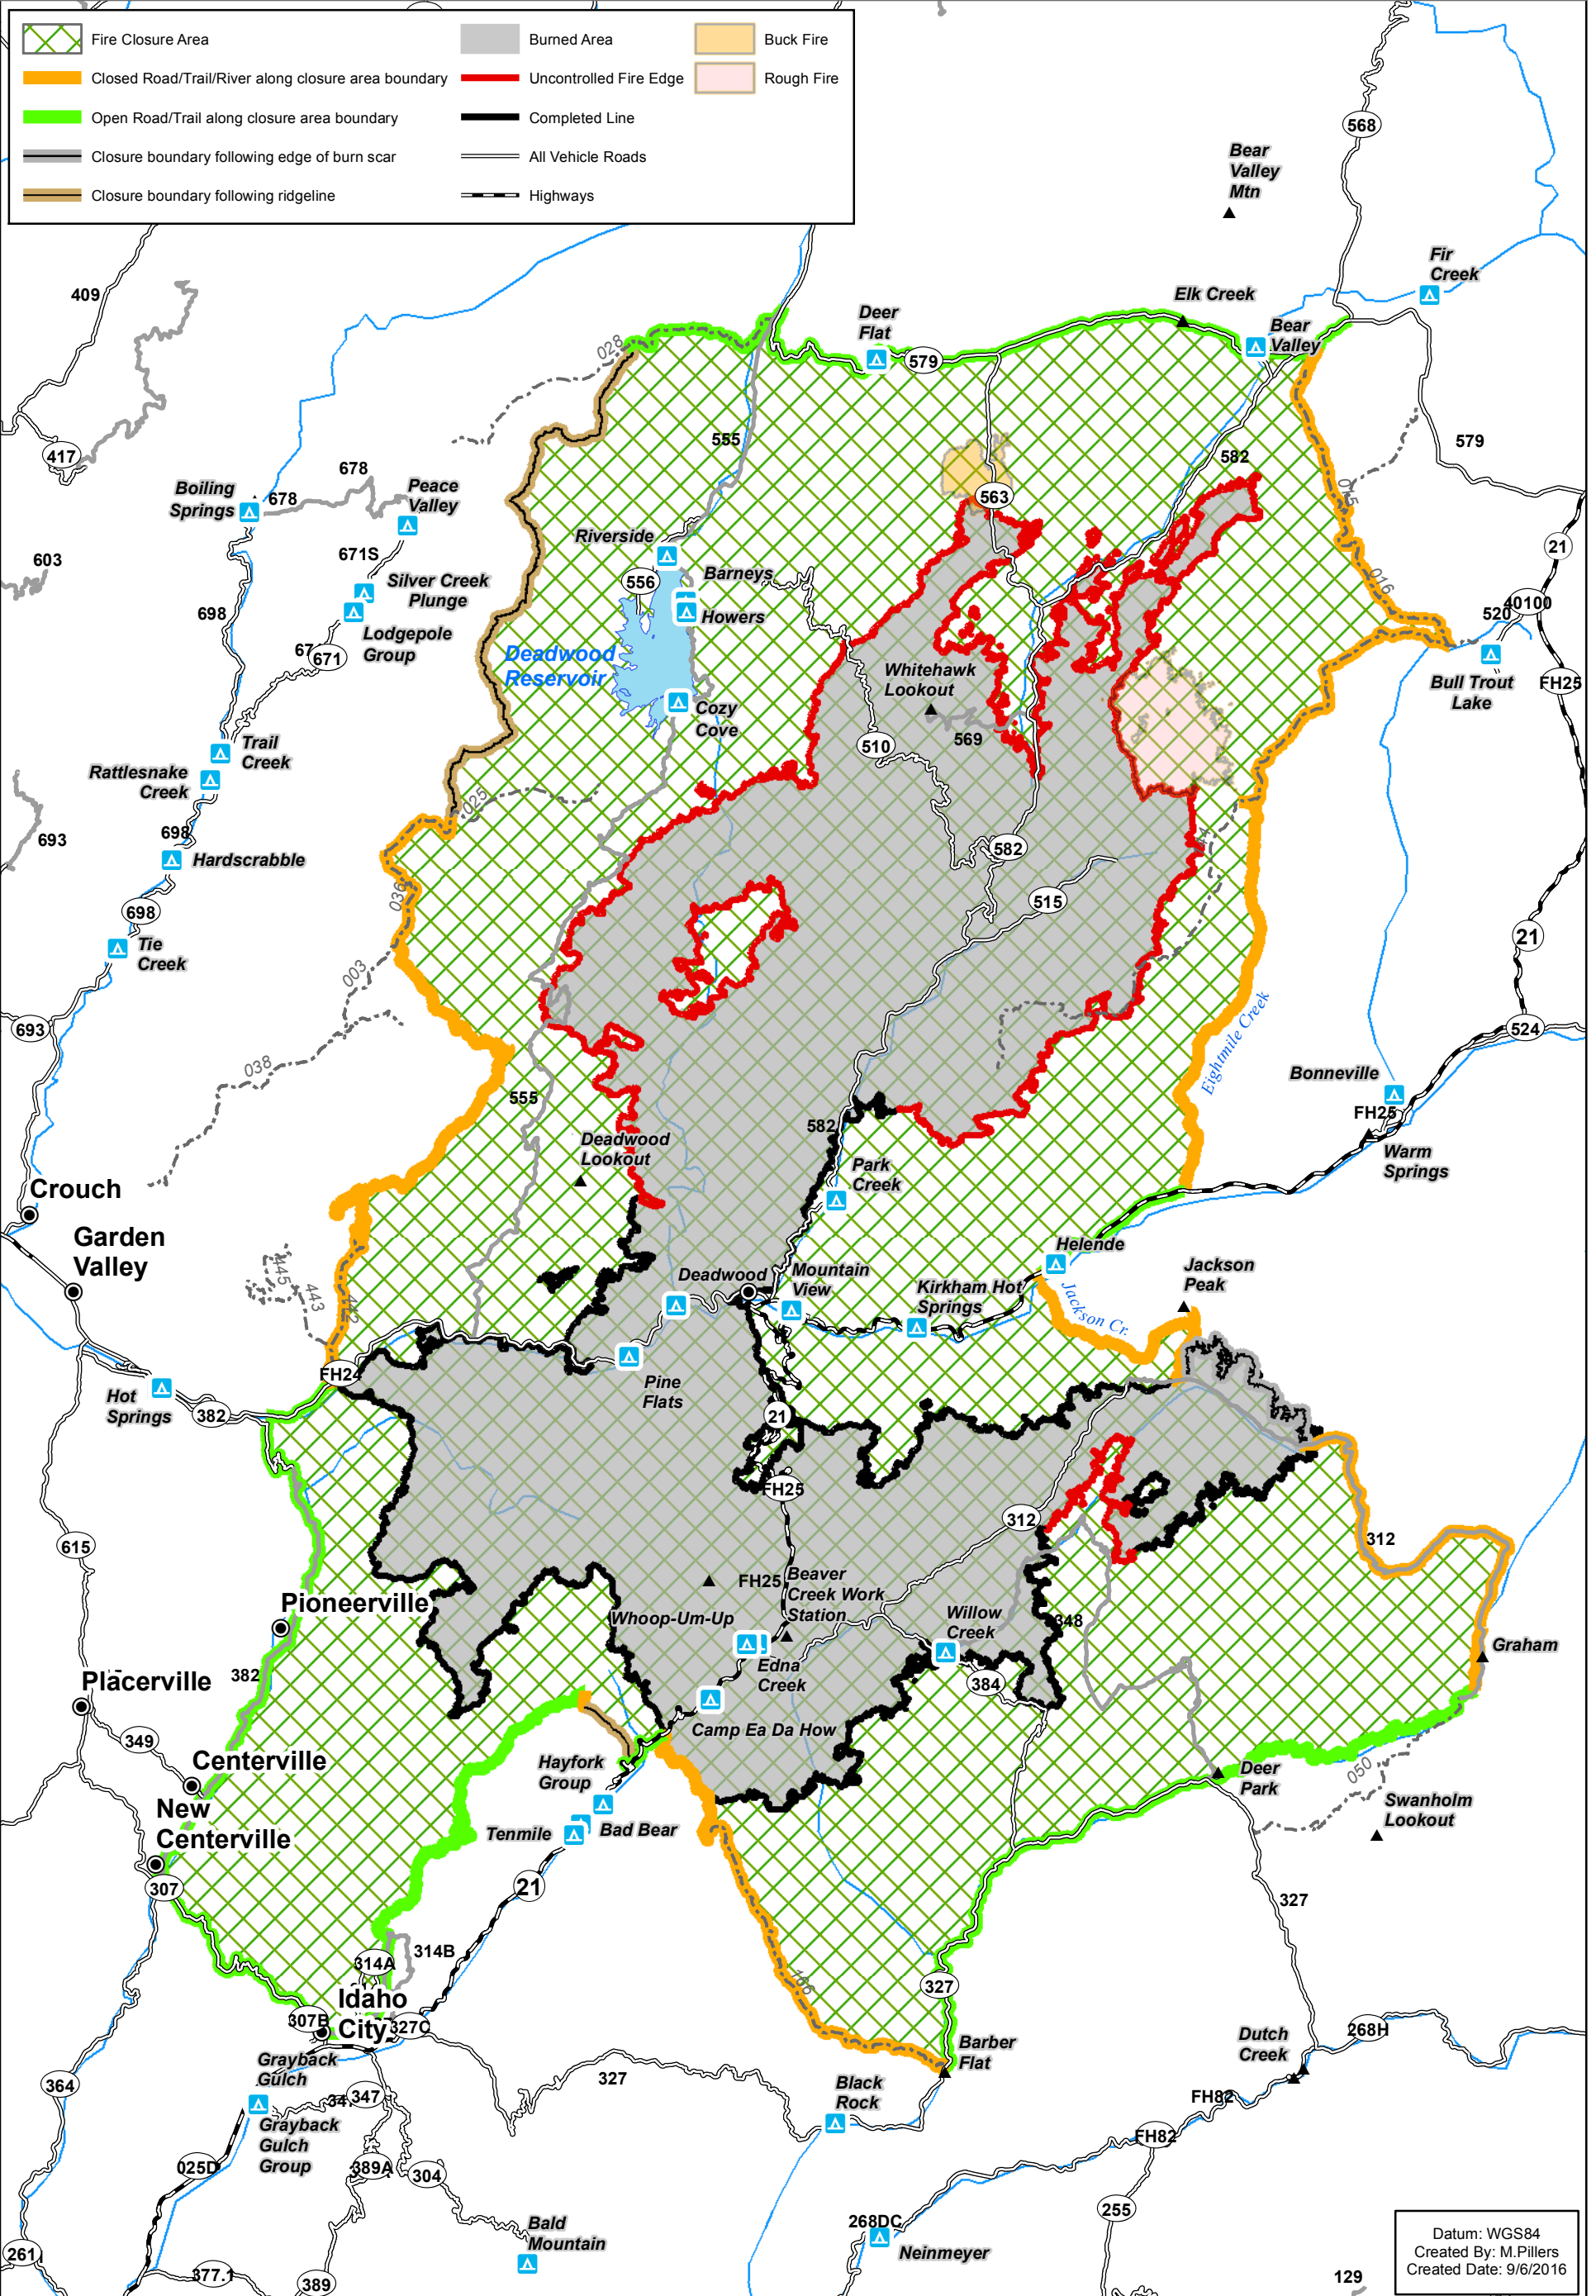 Fire Closure Area
Closed Road/Trail/River along closure area boundary
Open Road/Trail along closure area boundary
Closure boundary following edge of burn scar
Closure boundary following ridgeline
Burned Area
Uncontrolled Fire Edge
Completed Line
All Vehicle Roads
Highways
Buck Fire
Rough Fire
568
Bear
Valley
Mtn
Fir
Creek
409
Elk Creek
Deer
Flat
Bear
Valley
028
579
555
417
579
582
678
Peace
Valley
Boiling
Springs
678
563
015
21
Riverside
671S
603
Silver Creek
Plunge
556
Barneys
016
40100
520
Howers
698
Lodgepole
Group
671
Deadwood
Reservoir
Whitehawk
Lookout
Bull Trout
Lake
FH25
Cozy
Cove
569
510
Trail
Creek
Rattlesnake
Creek
025
693
698
Hardscrabble
582
036
515
698
21
Tie
Creek
003
693
524
Eightmile Creek
038
Bonneville
555
FH25
582
Deadwood
Lookout
Warm
Springs
Park
Creek
Crouch
Garden
Valley
Helende
Deadwood
Mountain
View
Jackson
Peak
445
443
442
Kirkham Hot
Springs
Jackson Cr.
FH24
Pine
Flats
Hot
Springs
382
21
FH25
312
312
615
FH25
Beaver
Creek Work
Station
Pioneerville
Whoop-Um-Up
Willow
Creek
348
Graham
382
Edna
Creek
Placerville
384
Camp Ea Da How
349
Centerville
Hayfork
Group
Deer
Park
050
New
Centerville
Swanholm
Lookout
Tenmile
Bad Bear
21
307
327
314B
314A
327
Idaho
City
307B
327C
268H
Dutch
Creek
Barber
Flat
Grayback
Gulch
327
364
347
Black
Rock
FH82
Grayback
Gulch
Group
FH82
025D
389A
304
255
268DC
Bald
Mountain
Neinmeyer
261
377.1
389
129
Datum: WGS84
Created By: M.Pillers
Created Date: 9/6/2016